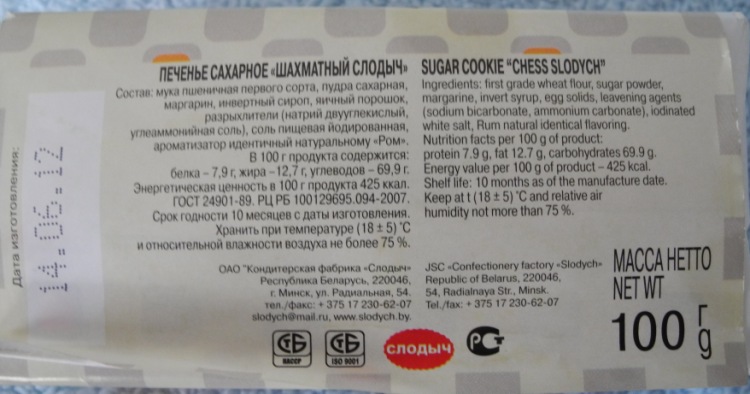 Дата изготовления:
14.06.12
ПЕЧЕНЬЕ САХАРНОЕ «ШАХМАТНЫЙ СЛОДЫЧ»
Состав: мука пшеничная первого сорта, пудра сахарная,
маргарин, инвертный сироп, яичный порошок,
разрыхлители (натрий двууглекислый,
углеаммонийная соль), соль пищевая йодированная,
ароматизатор идентичный натуральному «Ром».
В 100 г продукта содержится:
белка – 7,9 г, жира – 12,7 г, углеводов – 69,9 г.
Энергетическая ценность в 100 г продукта 425 ккал.
ГОСТ 24901-89. РЦ РБ 100129695.094-2007.
Срок годности 10 месяцев с даты изготовления.
Хранить при температуре (18 ± 5) °С
и относительной влажности воздуха не более 75 %.
ОАО "Кондитерская фабрика «Слодыч»
Республика Беларусь, 220046,
г. Минск, ул. Радиальная, 54.
тел./факс: + 375 17 230-62-07
slodych@mail.ru, www.slodych.by.
SUGAR COOKIE "CHESS SLODYCH"
Ingredients: first grade wheat flour, sugar powder,
margarine, invert syrup, egg solids, leavening agents
(sodium bicarbonate, ammonium carbonate), iodinated
white salt, Rum natural identical flavoring.
Nutrition facts per 100 g of product:
protein 7.9 g, fat 12.7 g, carbohydrates 69.9 g.
Energy value per 100 g of product – 425 kcal.
Shelf life: 10 months as of the manufacture date.
Keep at t (18 ± 5) °C and relative air
humidity not more than 75 %.
JSC «Confectionery factory «Slodych»
Republic of Belarus, 220046,
54, Radialnaya Str., Minsk.
Tel./fax: + 375 17 230-62-07
МАССА НЕТТО
NET WT
100 г
g
СТБ
НАССР
СТБ
ISO 9001
слодыч
РСТ